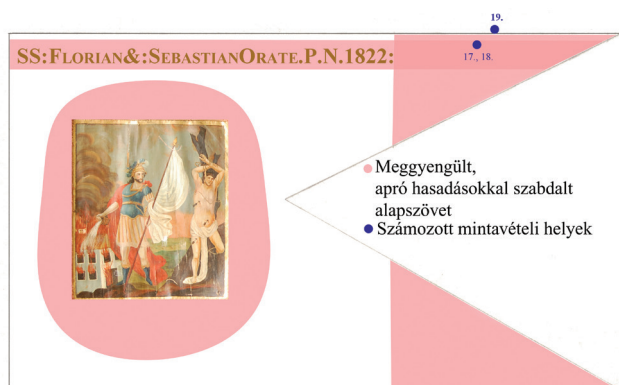 19.
SS:FLORIAN&:SEBASTIANORATE.P.N.1822:
17., 18.
Meggyengült,
apró hasadásokkal szabdalt
alapszövet
Számozott mintavételi helyek